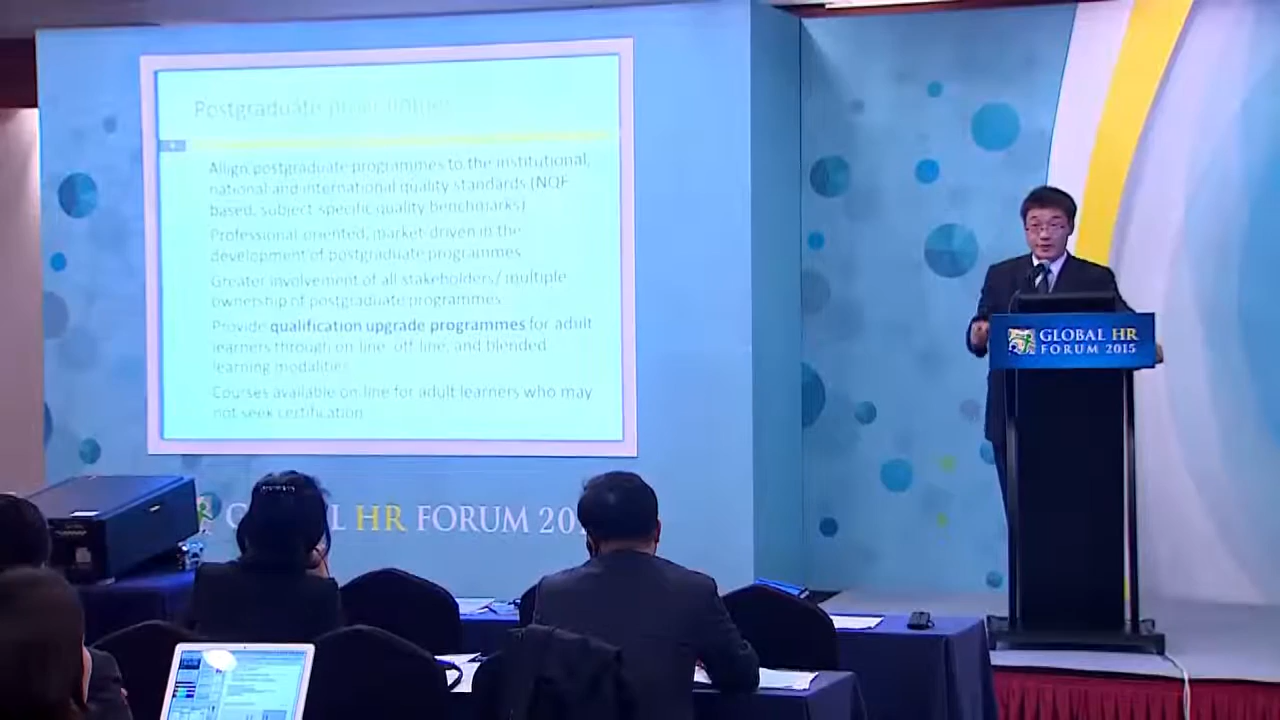 Postgraduate programmes
Allign postgraduate programmes to the institutional,
national and international quality standards (NQF
based, subject-specific quality benchmarks)
Professional oriented, market-driven in the
development of postgraduate programmes
Greater involvement of all stakeholders/ multiple
ownership of postgraduate programmes
Provide qualification upgrade programmes for adult
learners through on-line, off-line, and blended
learning modalities
Courses available on-line for adult learners who may
not seek certification
GLOBAL HR
FORUM 2015
HR FORUM